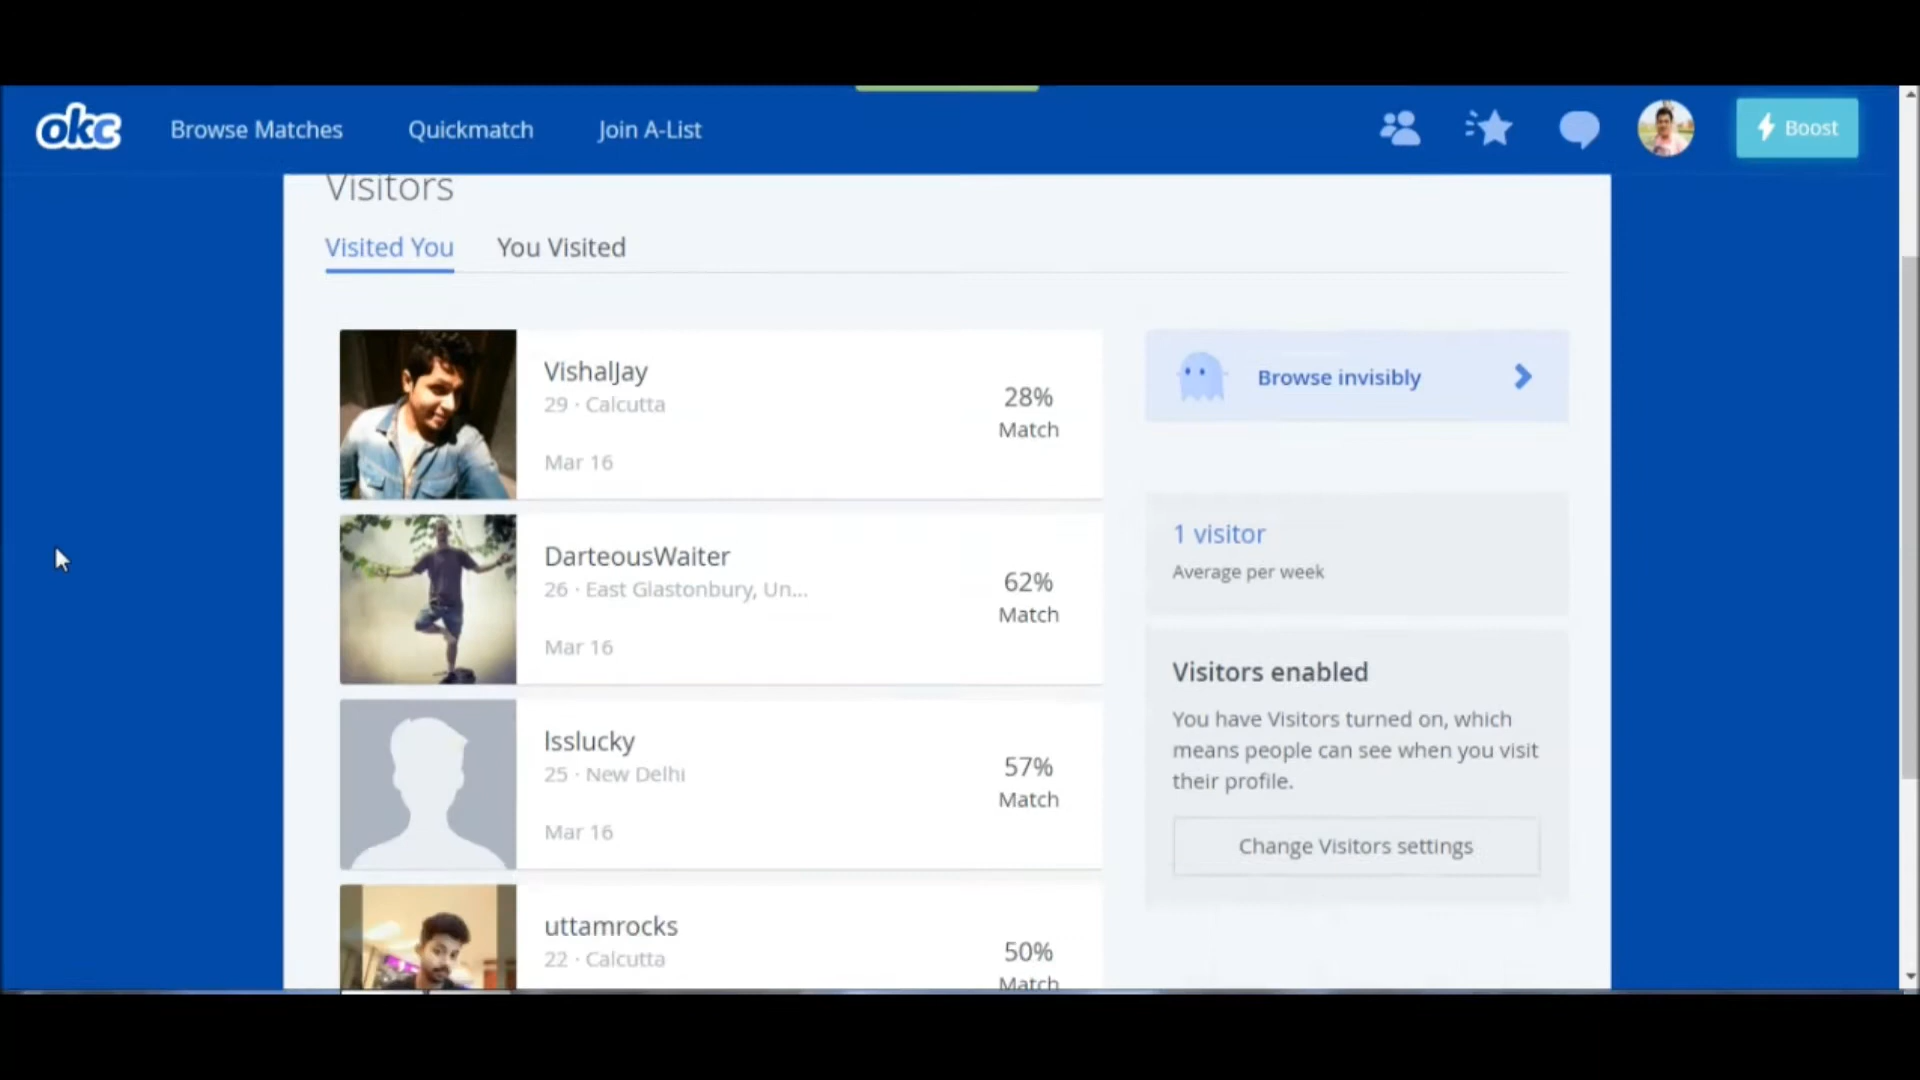 okc
Browse Matches
Quickmatch
Join A-List
Boost
Visitors
Visited You
You Visited
VishalJay
29 · Calcutta
Mar 16
28%
Match
DarteousWaiter
26 · East Glastonbury, Un...
Mar 16
62%
Match
lsslucky
25 · New Delhi
Mar 16
57%
Match
uttamrocks
22 · Calcutta
50%
Match
Browse invisibly
1 visitor
Average per week
Visitors enabled
You have Visitors turned on, which
means people can see when you visit
their profile.
Change Visitors settings